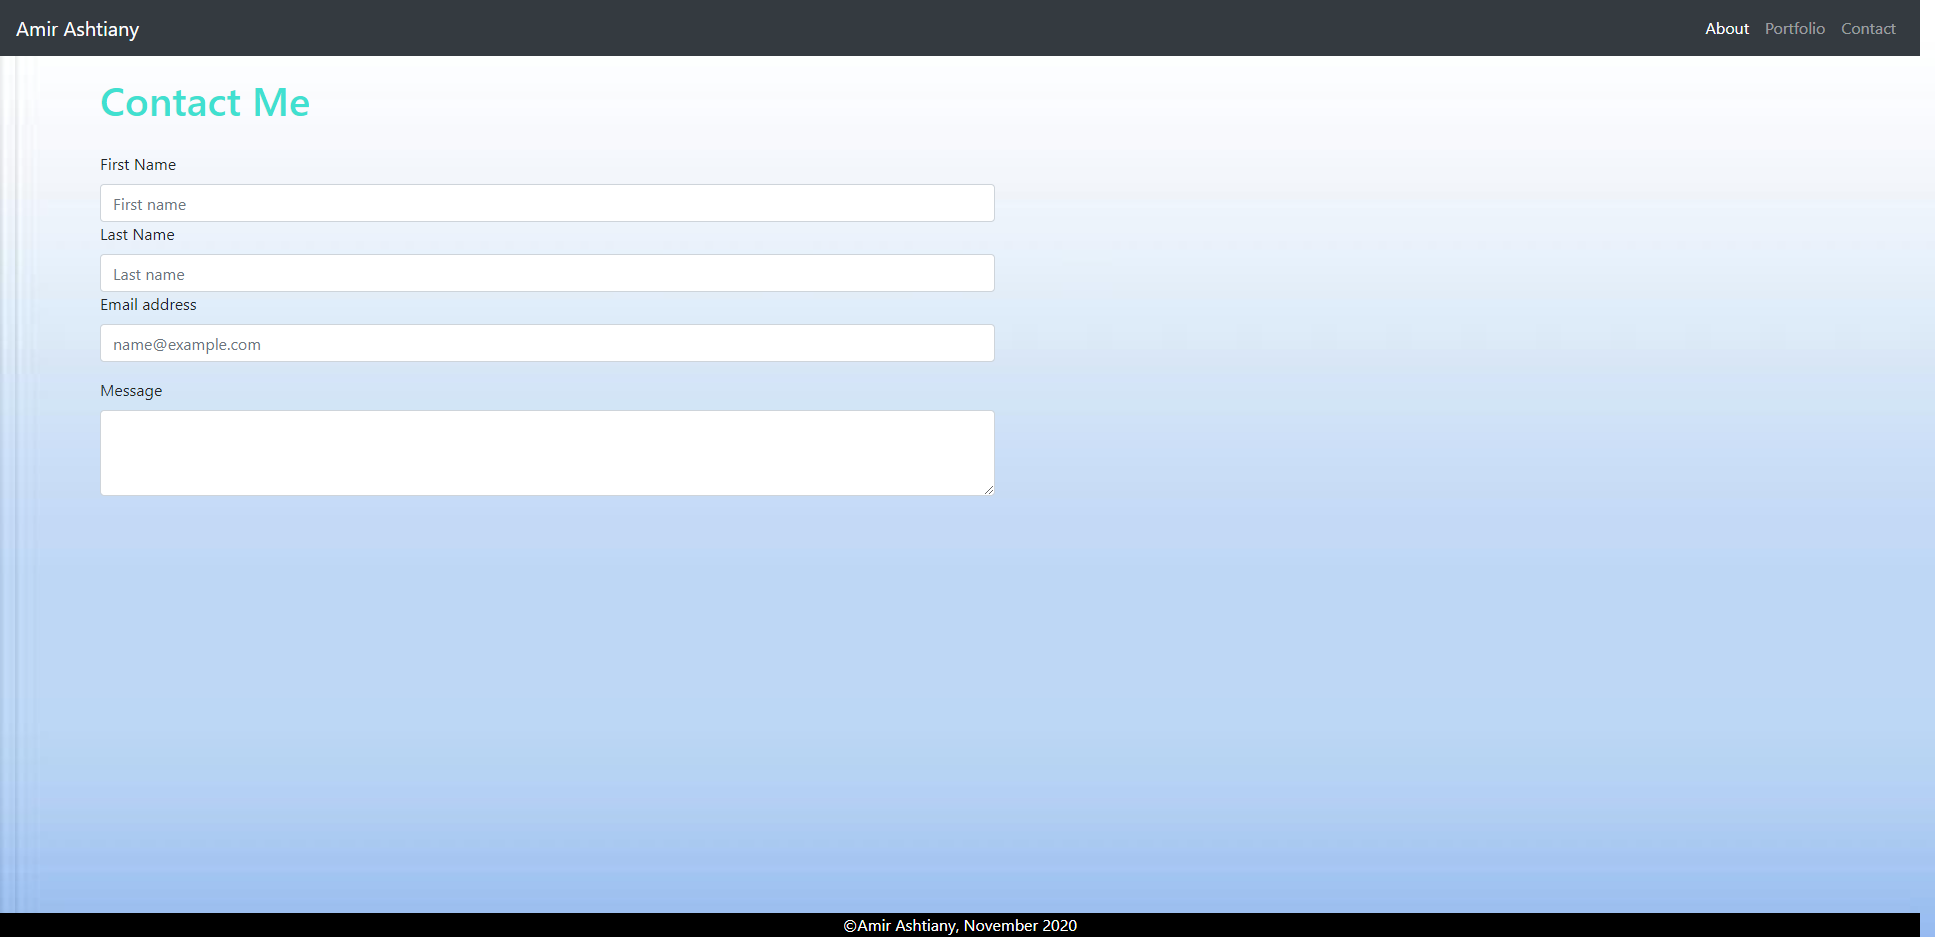 Amir Ashtiany About Portfolio Contact
Contact Me
First Name
First name
Last Name
Last name
Email address
name@example.com
Message
©Amir Ashtiany, November 2020